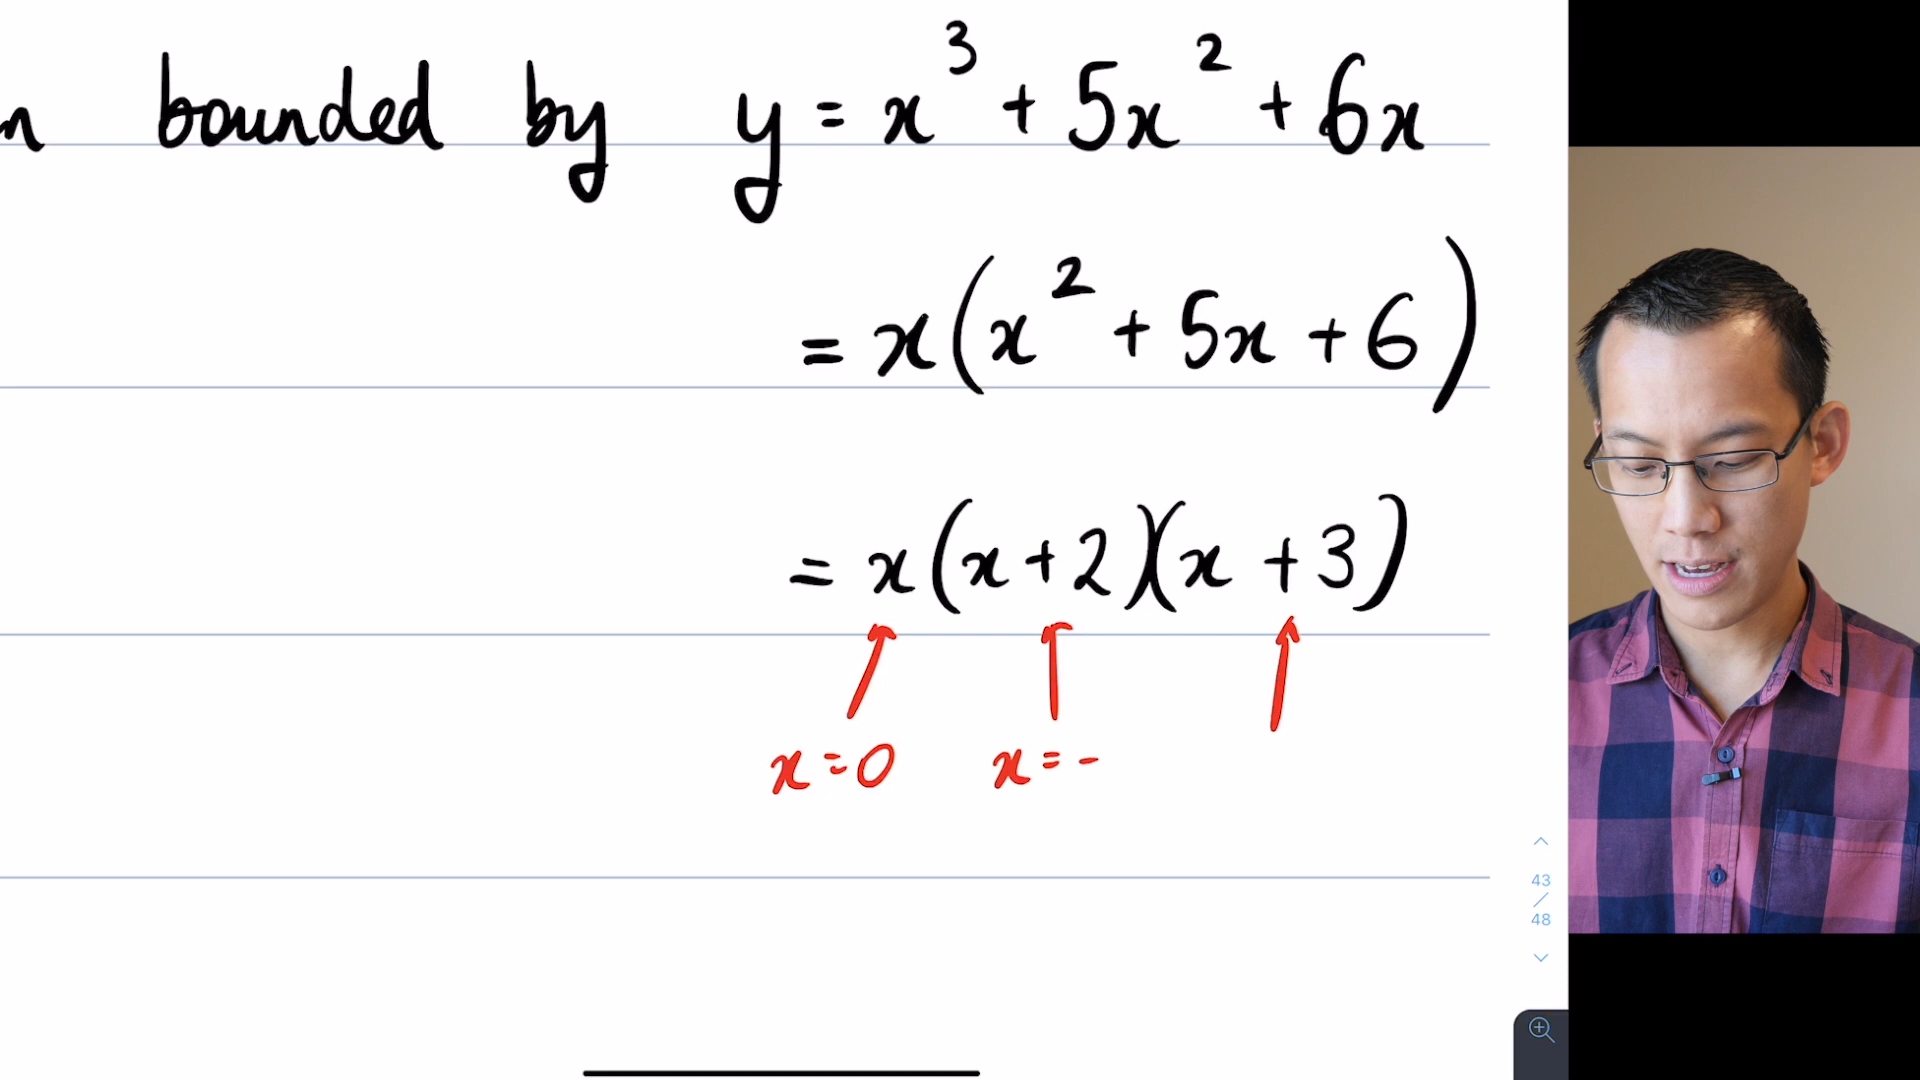 n bounded by y = x³ + 5x² + 6x
= x(x² + 5x + 6)
= x(x + 2)(x + 3)
x = 0 x = -
43
/
48